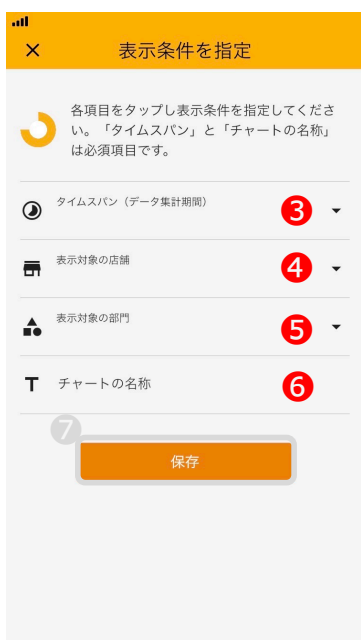 表示条件を指定
各項目をタップし表示条件を指定してくださ
い。「タイムスパン」と「チャートの名称」
は必須項目です。
タイムスパン（データ集計期間）
3
表示対象の店舗
4
表示対象の部門
5
T チャートの名称
6
7
保存